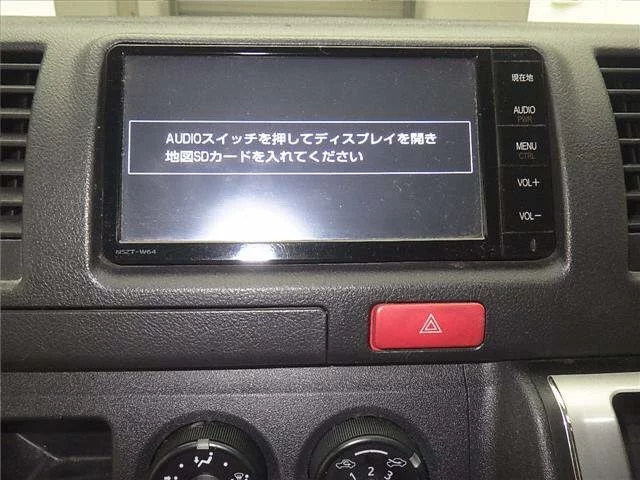 現在地
AUDIO
PWR
AUDIOスイッチを押してディスプレイを開き
地図SDカードを入れてください
MENU
CTRL
VOL+
VOL−
NSZT-W64
2
3